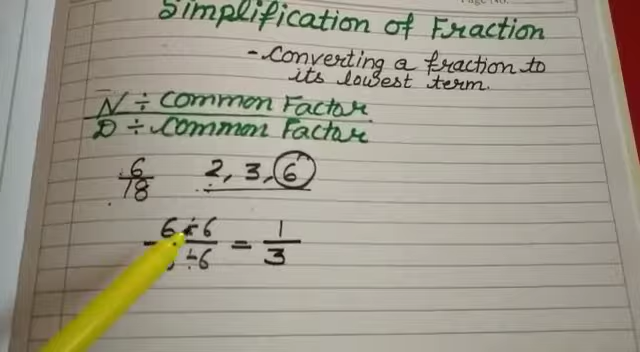 Simplification of Fraction
- Converting a fraction to
its lowest term.
N ÷ Common Factor
D ÷ Common Factor
6/18 2, 3, 6
6÷6
÷6 = 1/3